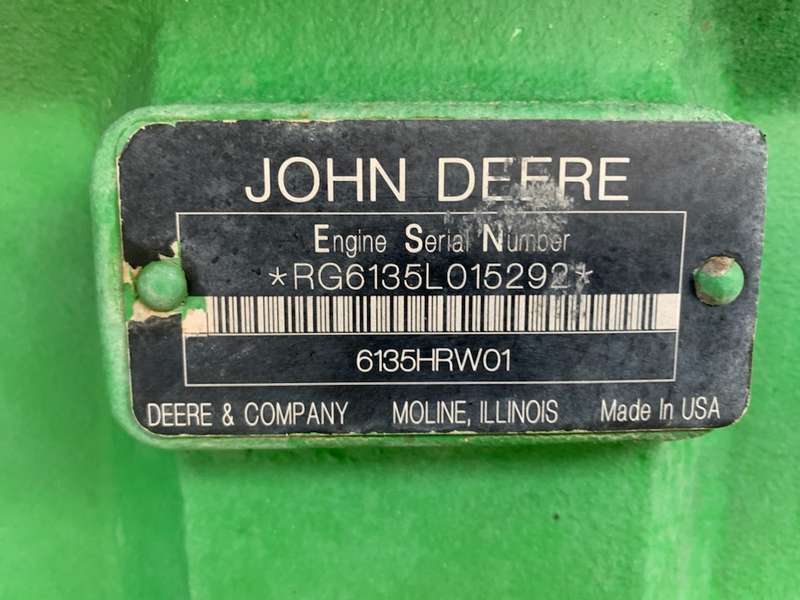 JOHN DEERE
Engine Serial Number
*RG6135L015292*
6135HRW01
DEERE & COMPANY MOLINE, ILLINOIS Made In USA